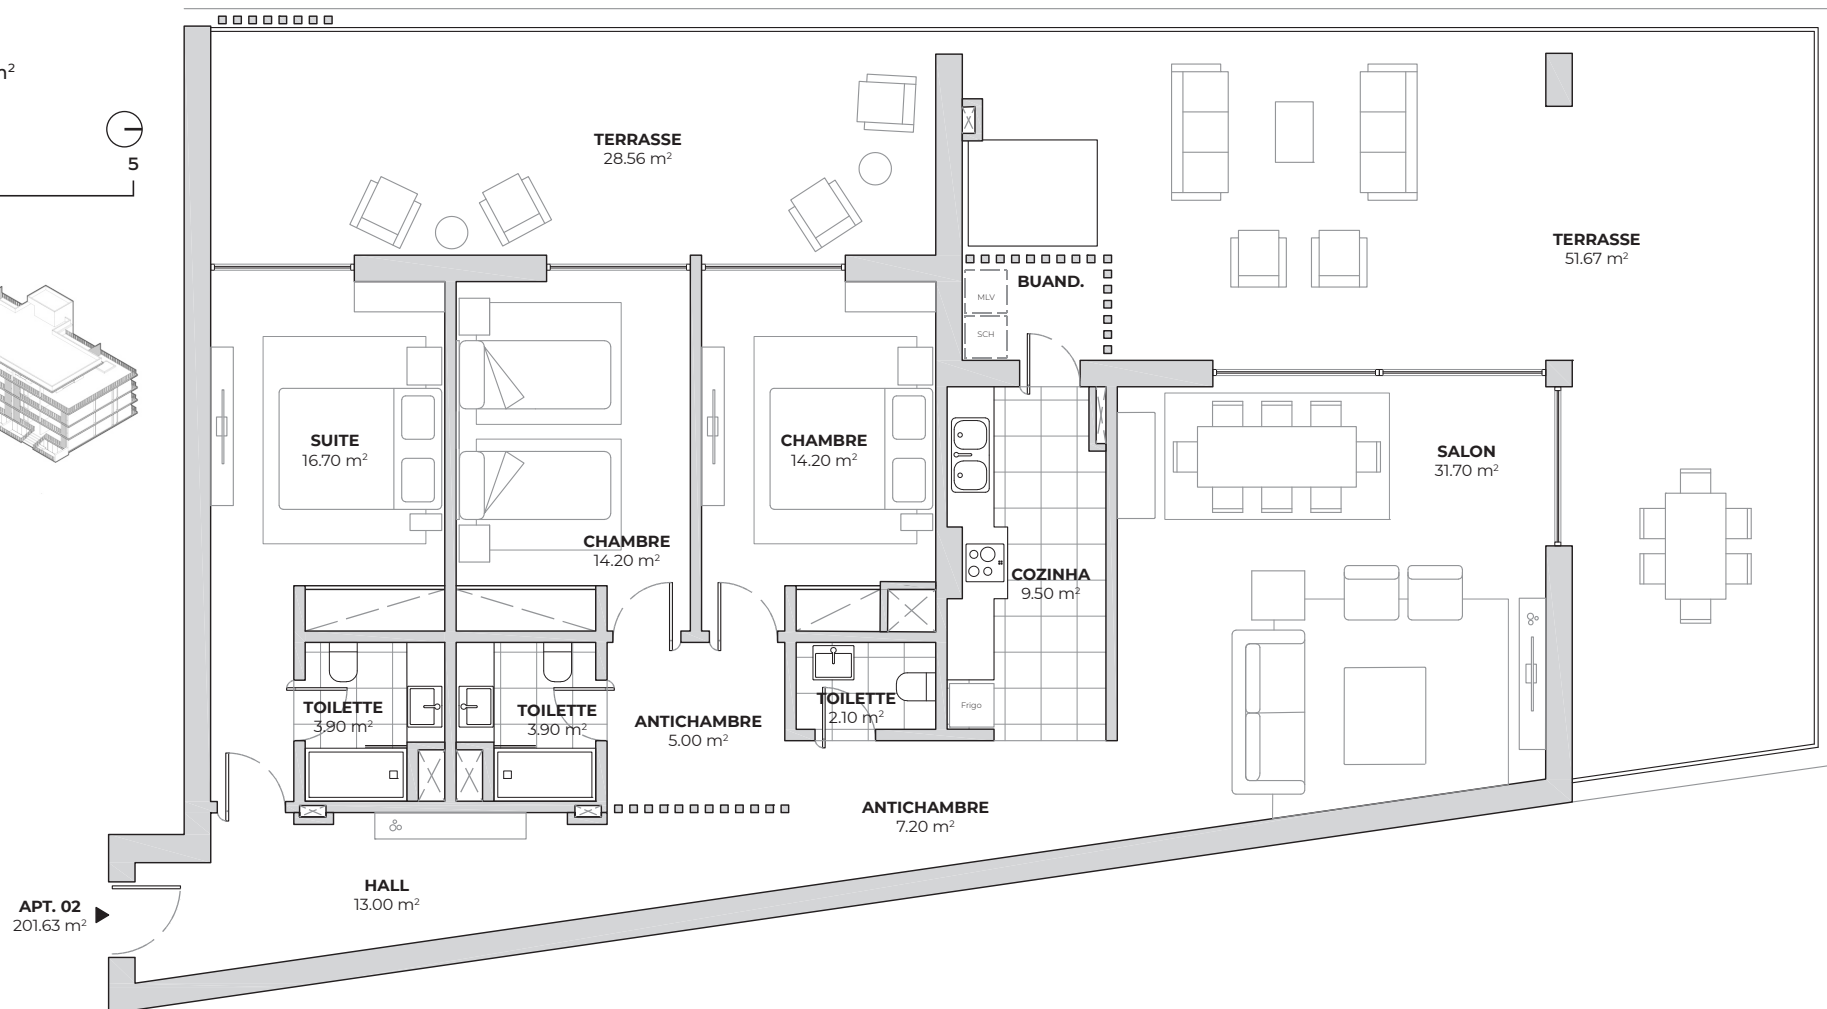 m²
5
TERRASSE
28.56 m²
TERRASSE
51.67 m²
BUAND.
MLV
SCH
SUITE
16.70 m²
CHAMBRE
14.20 m²
CHAMBRE
14.20 m²
SALON
31.70 m²
COZINHA
9.50 m²
Frigo
TOILETTE
3.90 m²
TOILETTE
3.90 m²
TOILETTE
2.10 m²
ANTICHAMBRE
5.00 m²
ANTICHAMBRE
7.20 m²
HALL
13.00 m²
APT. 02
201.63 m²